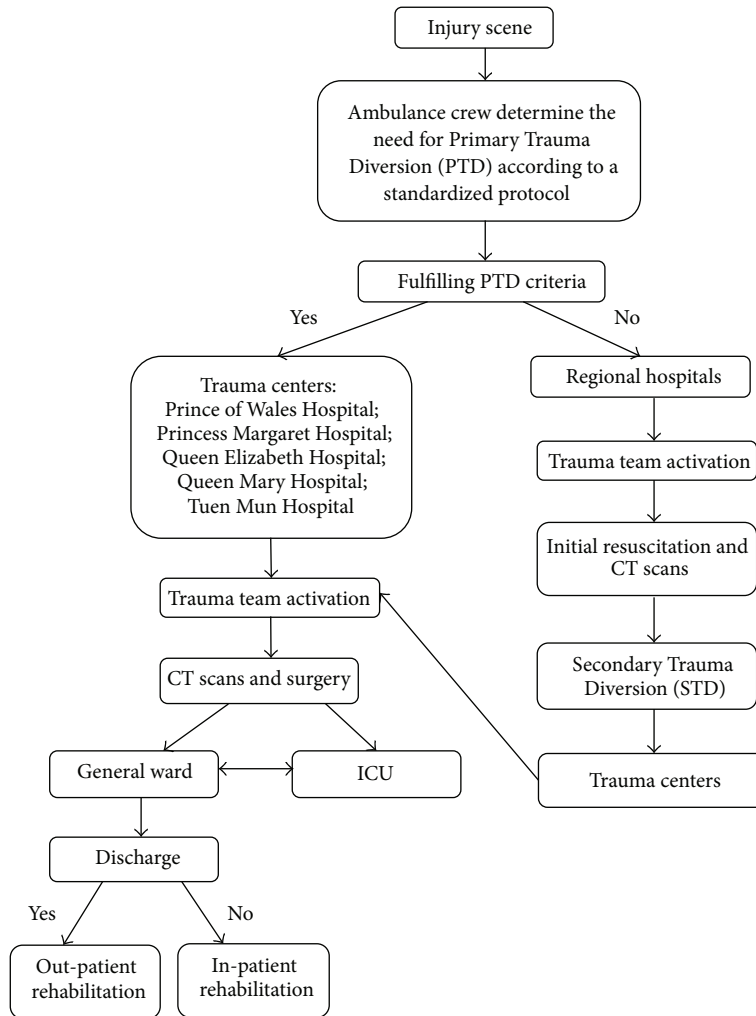 Injury scene
Ambulance crew determine the
need for Primary Trauma
Diversion (PTD) according to a
standardized protocol
Fulfilling PTD criteria
Yes
No
Trauma centers:
Prince of Wales Hospital;
Princess Margaret Hospital;
Queen Elizabeth Hospital;
Queen Mary Hospital;
Tuen Mun Hospital
Regional hospitals
Trauma team activation
Initial resuscitation and
CT scans
Secondary Trauma
Diversion (STD)
Trauma centers
Trauma team activation
CT scans and surgery
General ward
ICU
Discharge
Yes
No
Out-patient
rehabilitation
In-patient
rehabilitation